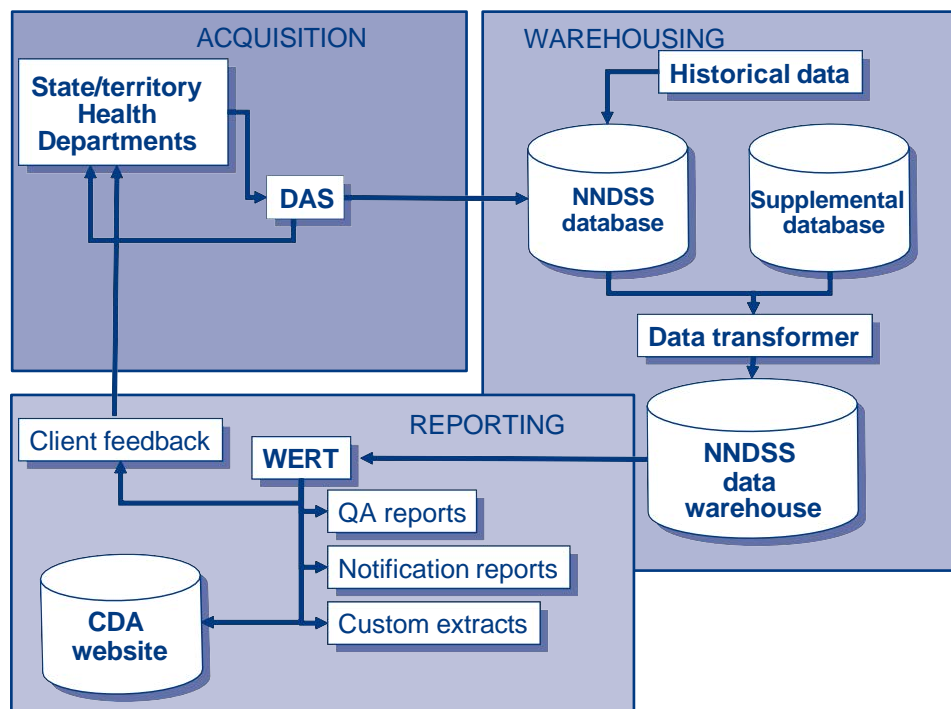 ACQUISITION
State/territory
Health
Departments
DAS
WAREHOUSING
Historical data
NNDSS
database
Supplemental
database
Data transformer
NNDSS
data
warehouse
REPORTING
Client feedback
WERT
QA reports
Notification reports
Custom extracts
CDA
website